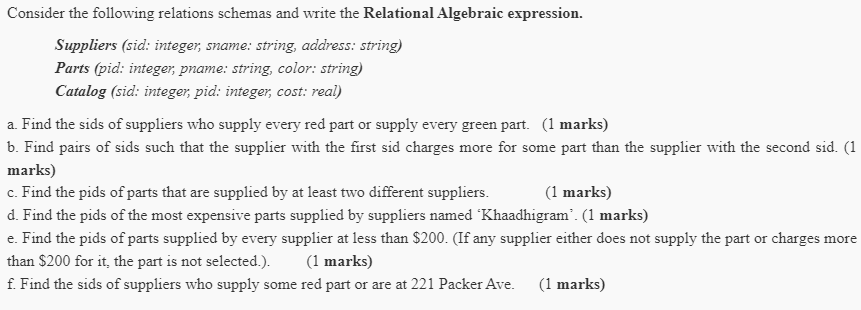 Consider the following relations schemas and write the Relational Algebraic expression.
Suppliers (sid: integer, sname: string, address: string)
Parts (pid: integer, pname: string, color: string)
Catalog (sid: integer, pid: integer, cost: real)
a. Find the sids of suppliers who supply every red part or supply every green part. (1 marks)
b. Find pairs of sids such that the supplier with the first sid charges more for some part than the supplier with the second sid. (1
marks)
c. Find the pids of parts that are supplied by at least two different suppliers. (1 marks)
d. Find the pids of the most expensive parts supplied by suppliers named ‘Khaadhigram’. (1 marks)
e. Find the pids of parts supplied by every supplier at less than $200. (If any supplier either does not supply the part or charges more
than $200 for it, the part is not selected.). (1 marks)
f. Find the sids of suppliers who supply some red part or are at 221 Packer Ave. (1 marks)